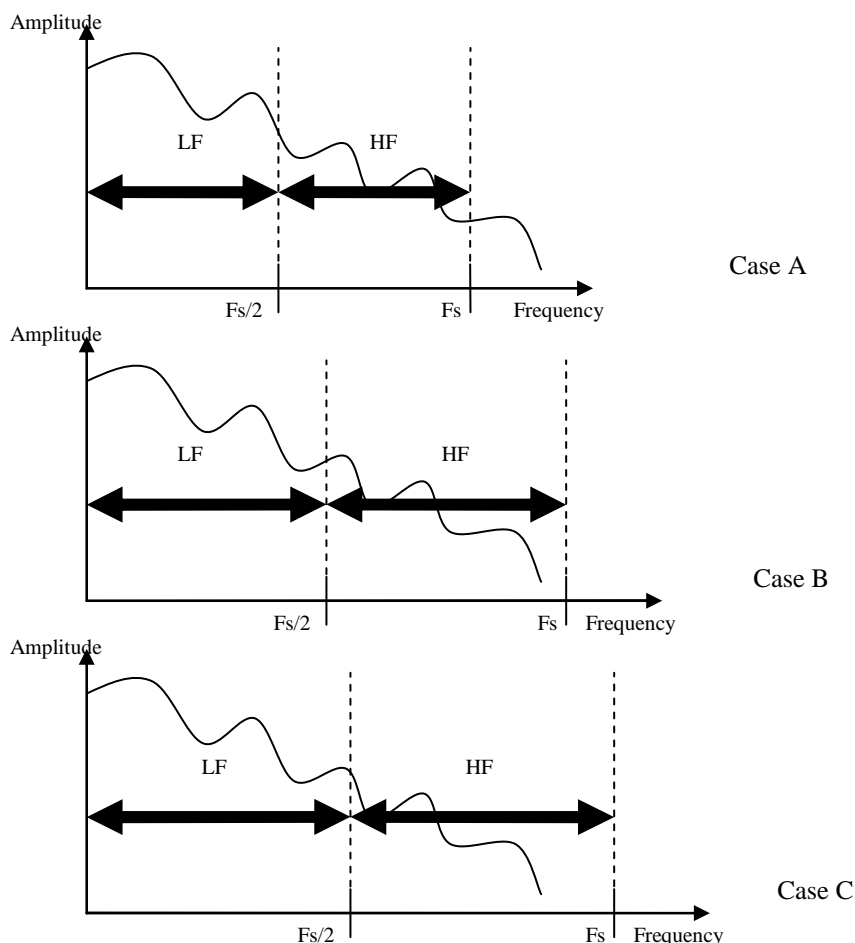 Amplitude
LF
HF
Case A
Fs/2
Fs
Frequency
Amplitude
LF
HF
Case B
Fs/2
Fs
Frequency
Amplitude
LF
HF
Case C
Fs/2
Fs
Frequency